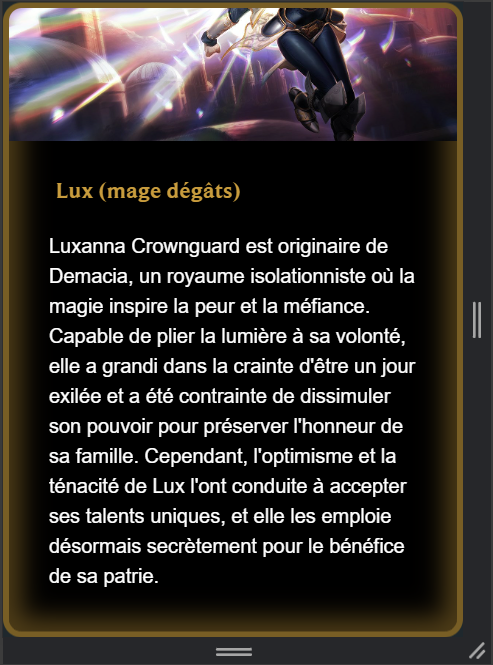 Lux (mage dégâts)
Luxanna Crownguard est originaire de
Demacia, un royaume isolationniste où la
magie inspire la peur et la méfiance.
Capable de plier la lumière à sa volonté,
elle a grandi dans la crainte d'être un jour
exilée et a été contrainte de dissimuler
son pouvoir pour préserver l'honneur de
sa famille. Cependant, l'optimisme et la
ténacité de Lux l'ont conduite à accepter
ses talents uniques, et elle les emploie
désormais secrètement pour le bénéfice
de sa patrie.